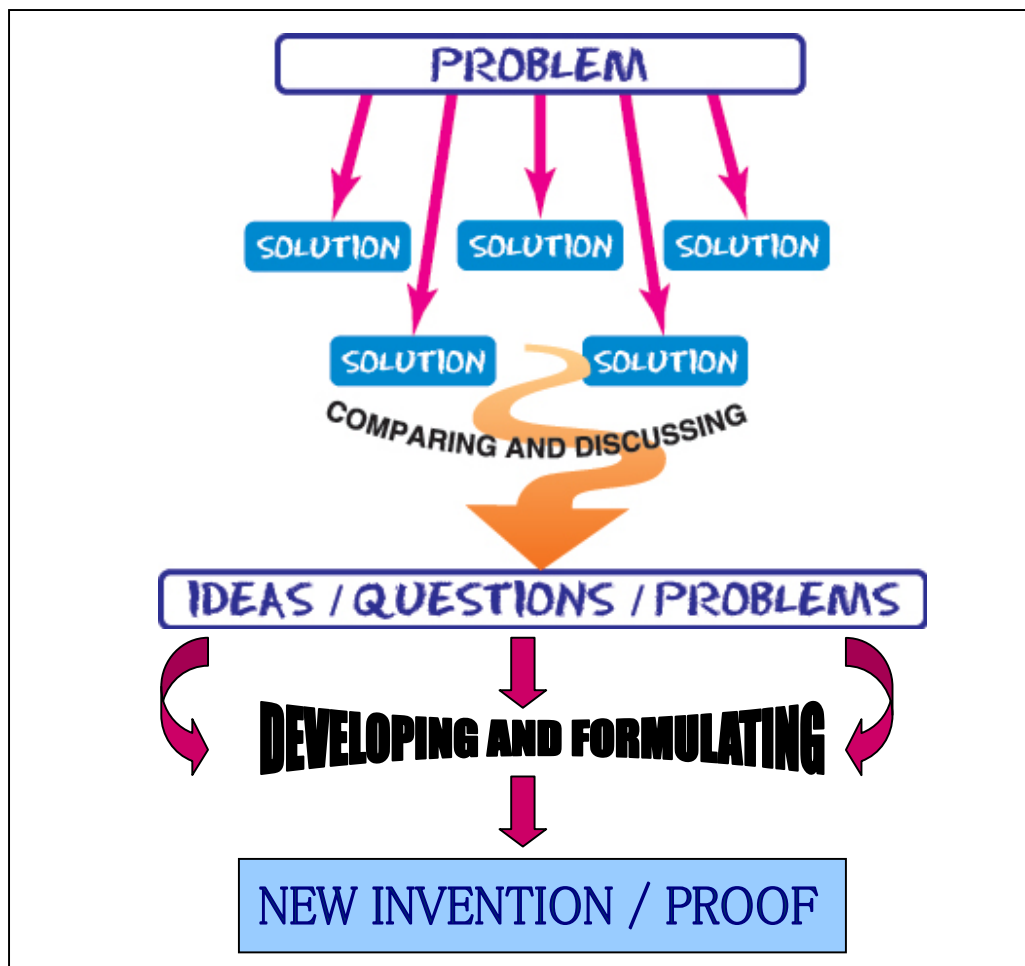 PROBLEM
SOLUTION SOLUTION SOLUTION
SOLUTION SOLUTION
COMPARING AND DISCUSSING
IDEAS / QUESTIONS / PROBLEMS
DEVELOPING AND FORMULATING
NEW INVENTION / PROOF